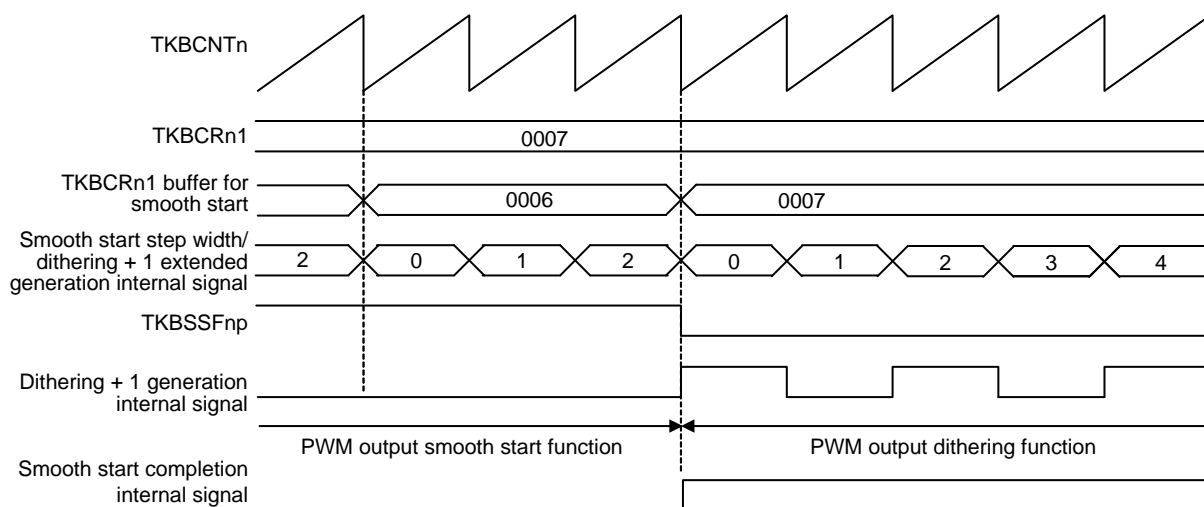 TKBCNTn
TKBCRn1
0007
TKBCRn1 buffer for
smooth start
0006
0007
Smooth start step width/
dithering + 1 extended
generation internal signal
2 0 1 2 0 1 2 3 4
TKBSSFnp
Dithering + 1 generation
internal signal
PWM output smooth start function
PWM output dithering function
Smooth start completion
internal signal